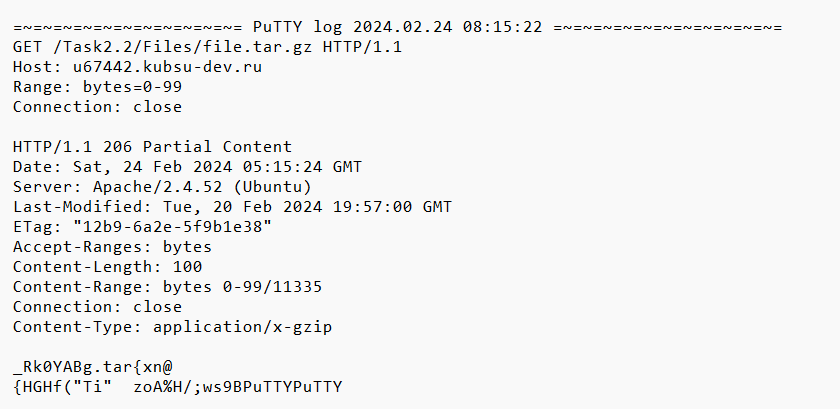 =~=~=~=~=~=~=~=~=~=~=~= PuTTY log 2024.02.24 08:15:22 =~=~=~=~=~=~=~=~=~=~=~=
GET /Task2.2/Files/file.tar.gz HTTP/1.1
Host: u67442.kubsu-dev.ru
Range: bytes=0-99
Connection: close

HTTP/1.1 206 Partial Content
Date: Sat, 24 Feb 2024 05:15:24 GMT
Server: Apache/2.4.52 (Ubuntu)
Last-Modified: Tue, 20 Feb 2024 19:57:00 GMT
ETag: "12b9-6a2e-5f9b1e38"
Accept-Ranges: bytes
Content-Length: 100
Content-Range: bytes 0-99/11335
Connection: close
Content-Type: application/x-gzip

_Rk0YABg.tar{xn@
{HGHf("Ti"  zoA%H/;ws9BPuTTYPuTTY